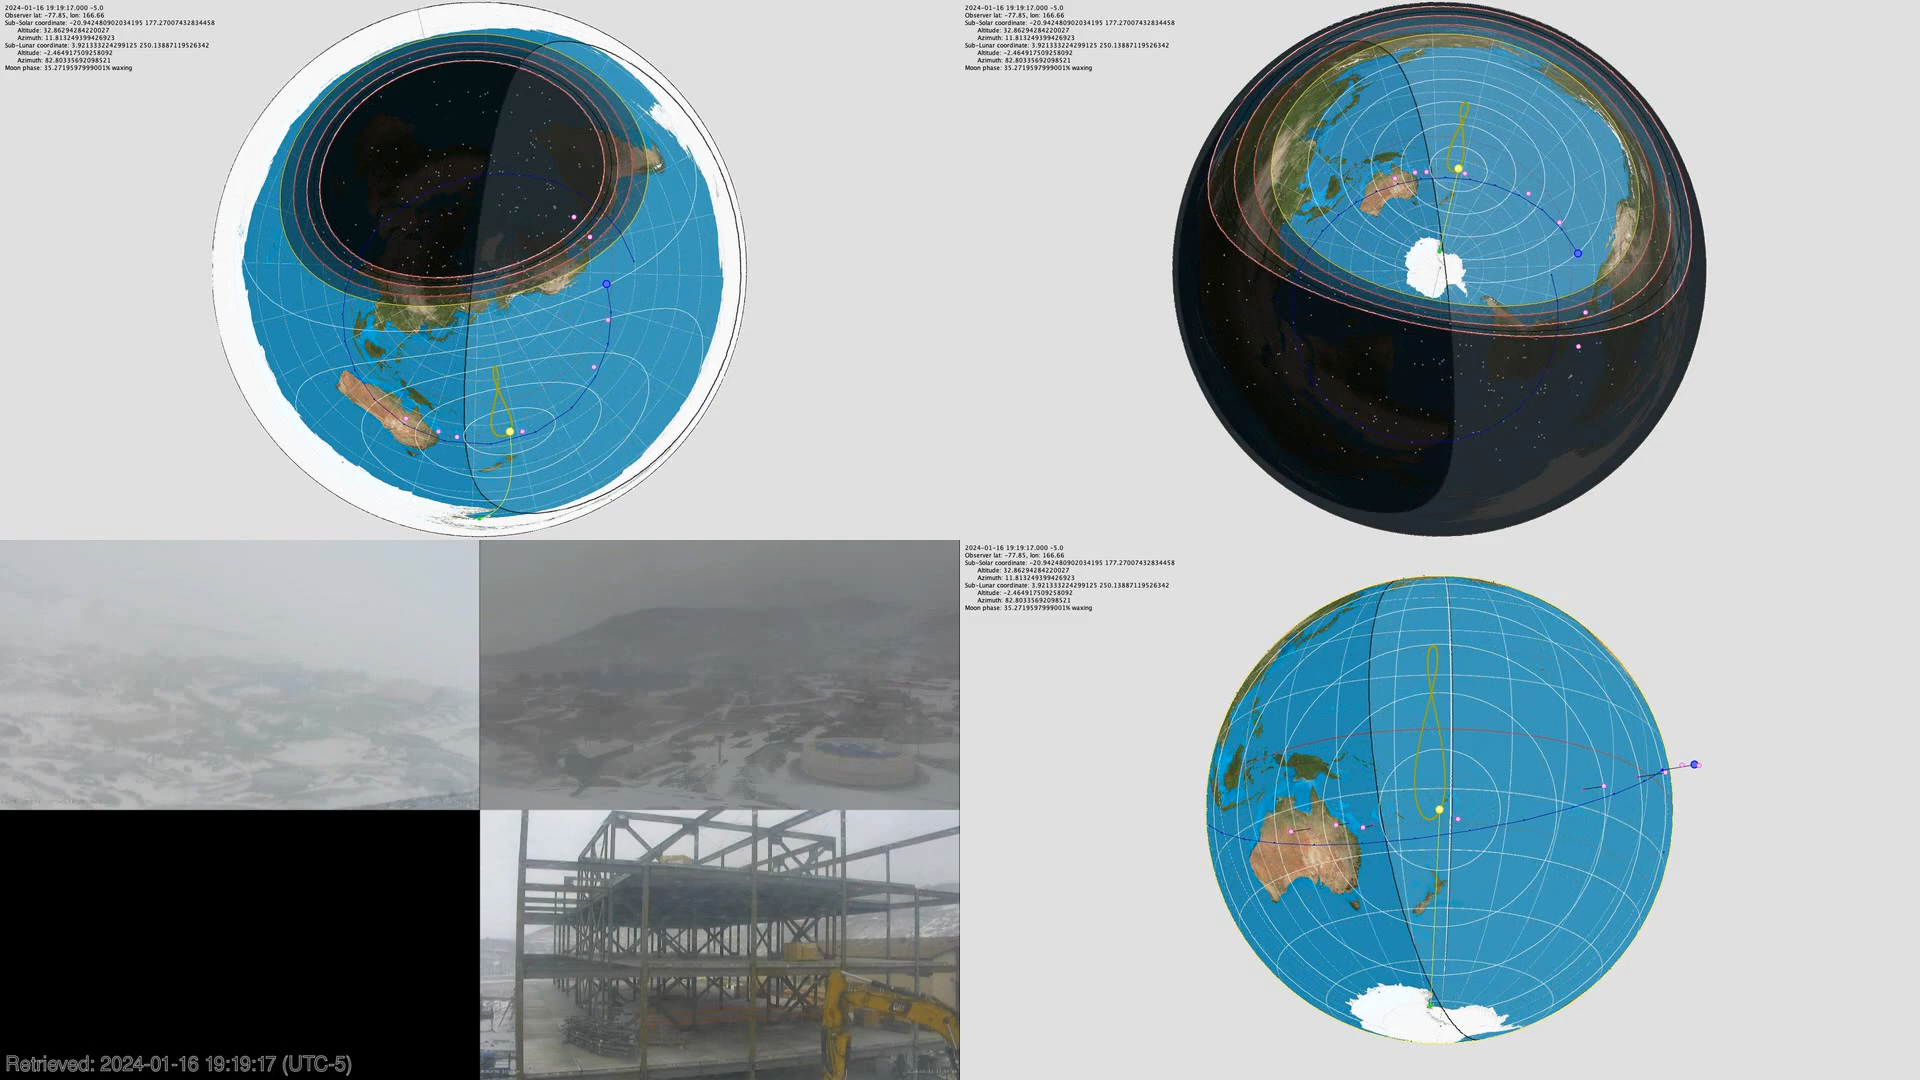 2024-01-16 19:19:17.000 -5.0
Observer lat: -77.85, lon: 166.66
Sub-Solar coordinate: -20.942480902034195 177.27007432834458
Altitude: 32.86294284220027
Azimuth: 11.813249399426923
Sub-Lunar coordinate: 3.921333224299125 250.13887119526342
Altitude: -2.464917509258092
Azimuth: 82.80335692098521
Moon phase: 35.2719597999001% waxing
2024-01-16 19:19:17.000 -5.0
Observer lat: -77.85, lon: 166.66
Sub-Solar coordinate: -20.942480902034195 177.27007432834458
Altitude: 32.86294284220027
Azimuth: 11.813249399426923
Sub-Lunar coordinate: 3.921333224299125 250.13887119526342
Altitude: -2.464917509258092
Azimuth: 82.80335692098521
Moon phase: 35.2719597999001% waxing
2024-01-16 19:19:17.000 -5.0
Observer lat: -77.85, lon: 166.66
Sub-Solar coordinate: -20.942480902034195 177.27007432834458
Altitude: 32.86294284220027
Azimuth: 11.813249399426923
Sub-Lunar coordinate: 3.921333224299125 250.13887119526342
Altitude: -2.464917509258092
Azimuth: 82.80335692098521
Moon phase: 35.2719597999001% waxing
Retrieved: 2024-01-16 19:19:17 (UTC-5)